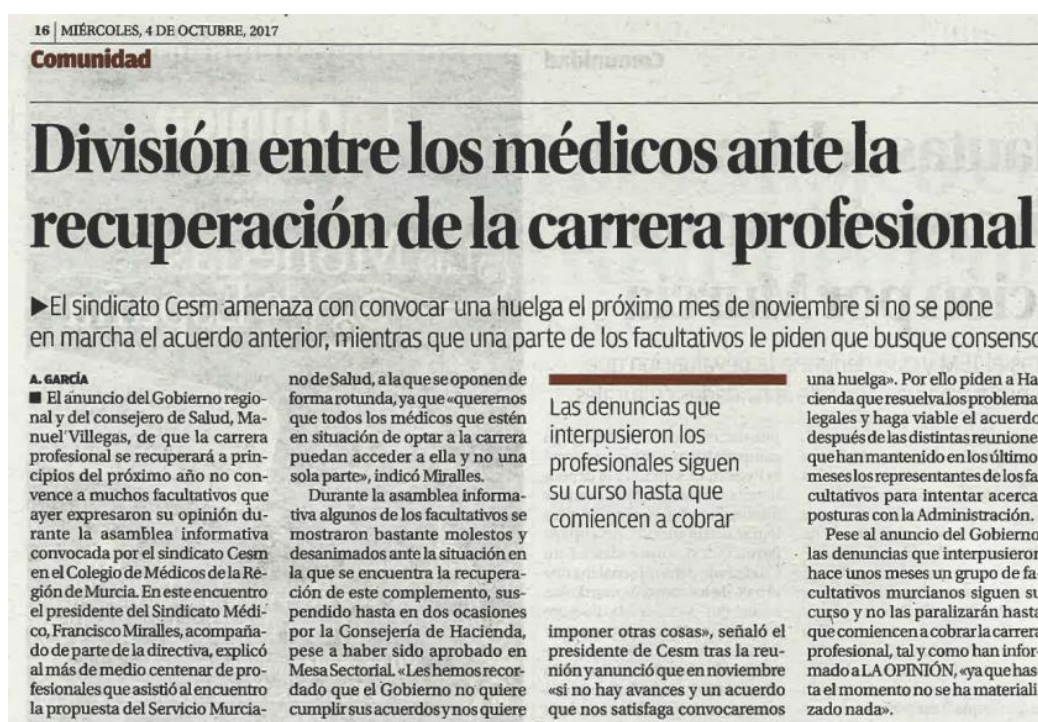 16 | MIÉRCOLES, 4 DE OCTUBRE, 2017
Comunidad
División entre los médicos ante la
recuperación de la carrera profesional
▶El sindicato Cesm amenaza con convocar una huelga el próximo mes de noviembre si no se pone
en marcha el acuerdo anterior, mientras que una parte de los facultativos le piden que busque consenso
A. GARCÍA
■ El anuncio del Gobierno regio-
nal y del consejero de Salud, Ma-
nuel Villegas, de que la carrera
profesional se recuperará a prin-
cipios del próximo año no con-
vence a muchos facultativos que
ayer expresaron su opinión du-
rante la asamblea informativa
convocada por el sindicato Cesm
en el Colegio de Médicos de la Re-
gión de Murcia. En este encuentro
el presidente del Sindicato Médi-
co, Francisco Miralles, acompaña-
do de parte de la directiva, explicó
al más de medio centenar de pro-
fesionales que asistió al encuentro
la propuesta del Servicio Murcia-
no de Salud, a la que se oponen de
forma rotunda, ya que «queremos
que todos los médicos que estén
en situación de optar a la carrera
puedan acceder a ella y no una
sola parte», indicó Miralles.
Durante la asamblea informa-
tiva algunos de los facultativos se
mostraron bastante molestos y
desanimados ante la situación en
la que se encuentra la recupera-
ción de este complemento, sus-
pendido hasta en dos ocasiones
por la Consejería de Hacienda,
pese a haber sido aprobado en
Mesa Sectorial. «Les hemos recor-
dado que el Gobierno no quiere
cumplir sus acuerdos y nos quiere
Las denuncias que
interpusieron los
profesionales siguen
su curso hasta que
comiencen a cobrar
imponer otras cosas», señaló el
presidente de Cesm tras la reu-
nión y anunció que en noviembre
«si no hay avances y un acuerdo
que nos satisfaga convocaremos
una huelga». Por ello piden a Ha
cienda que resuelva los problema
legales y haga viable el acuerdo
después de las distintas reunione
que han mantenido en los último
meses los representantes de los fa
cultativos para intentar acerca
posturas con la Administración.
Pese al anuncio del Gobierno
las denuncias que interpusieron
hace unos meses un grupo de fa-
cultativos murcianos siguen su
curso y no las paralizarán hasta
que comiencen a cobrar la carrera
profesional, tal y como han infor-
mado a LA OPINIÓN, «ya que has-
ta el momento no se ha materiali
zado nada».